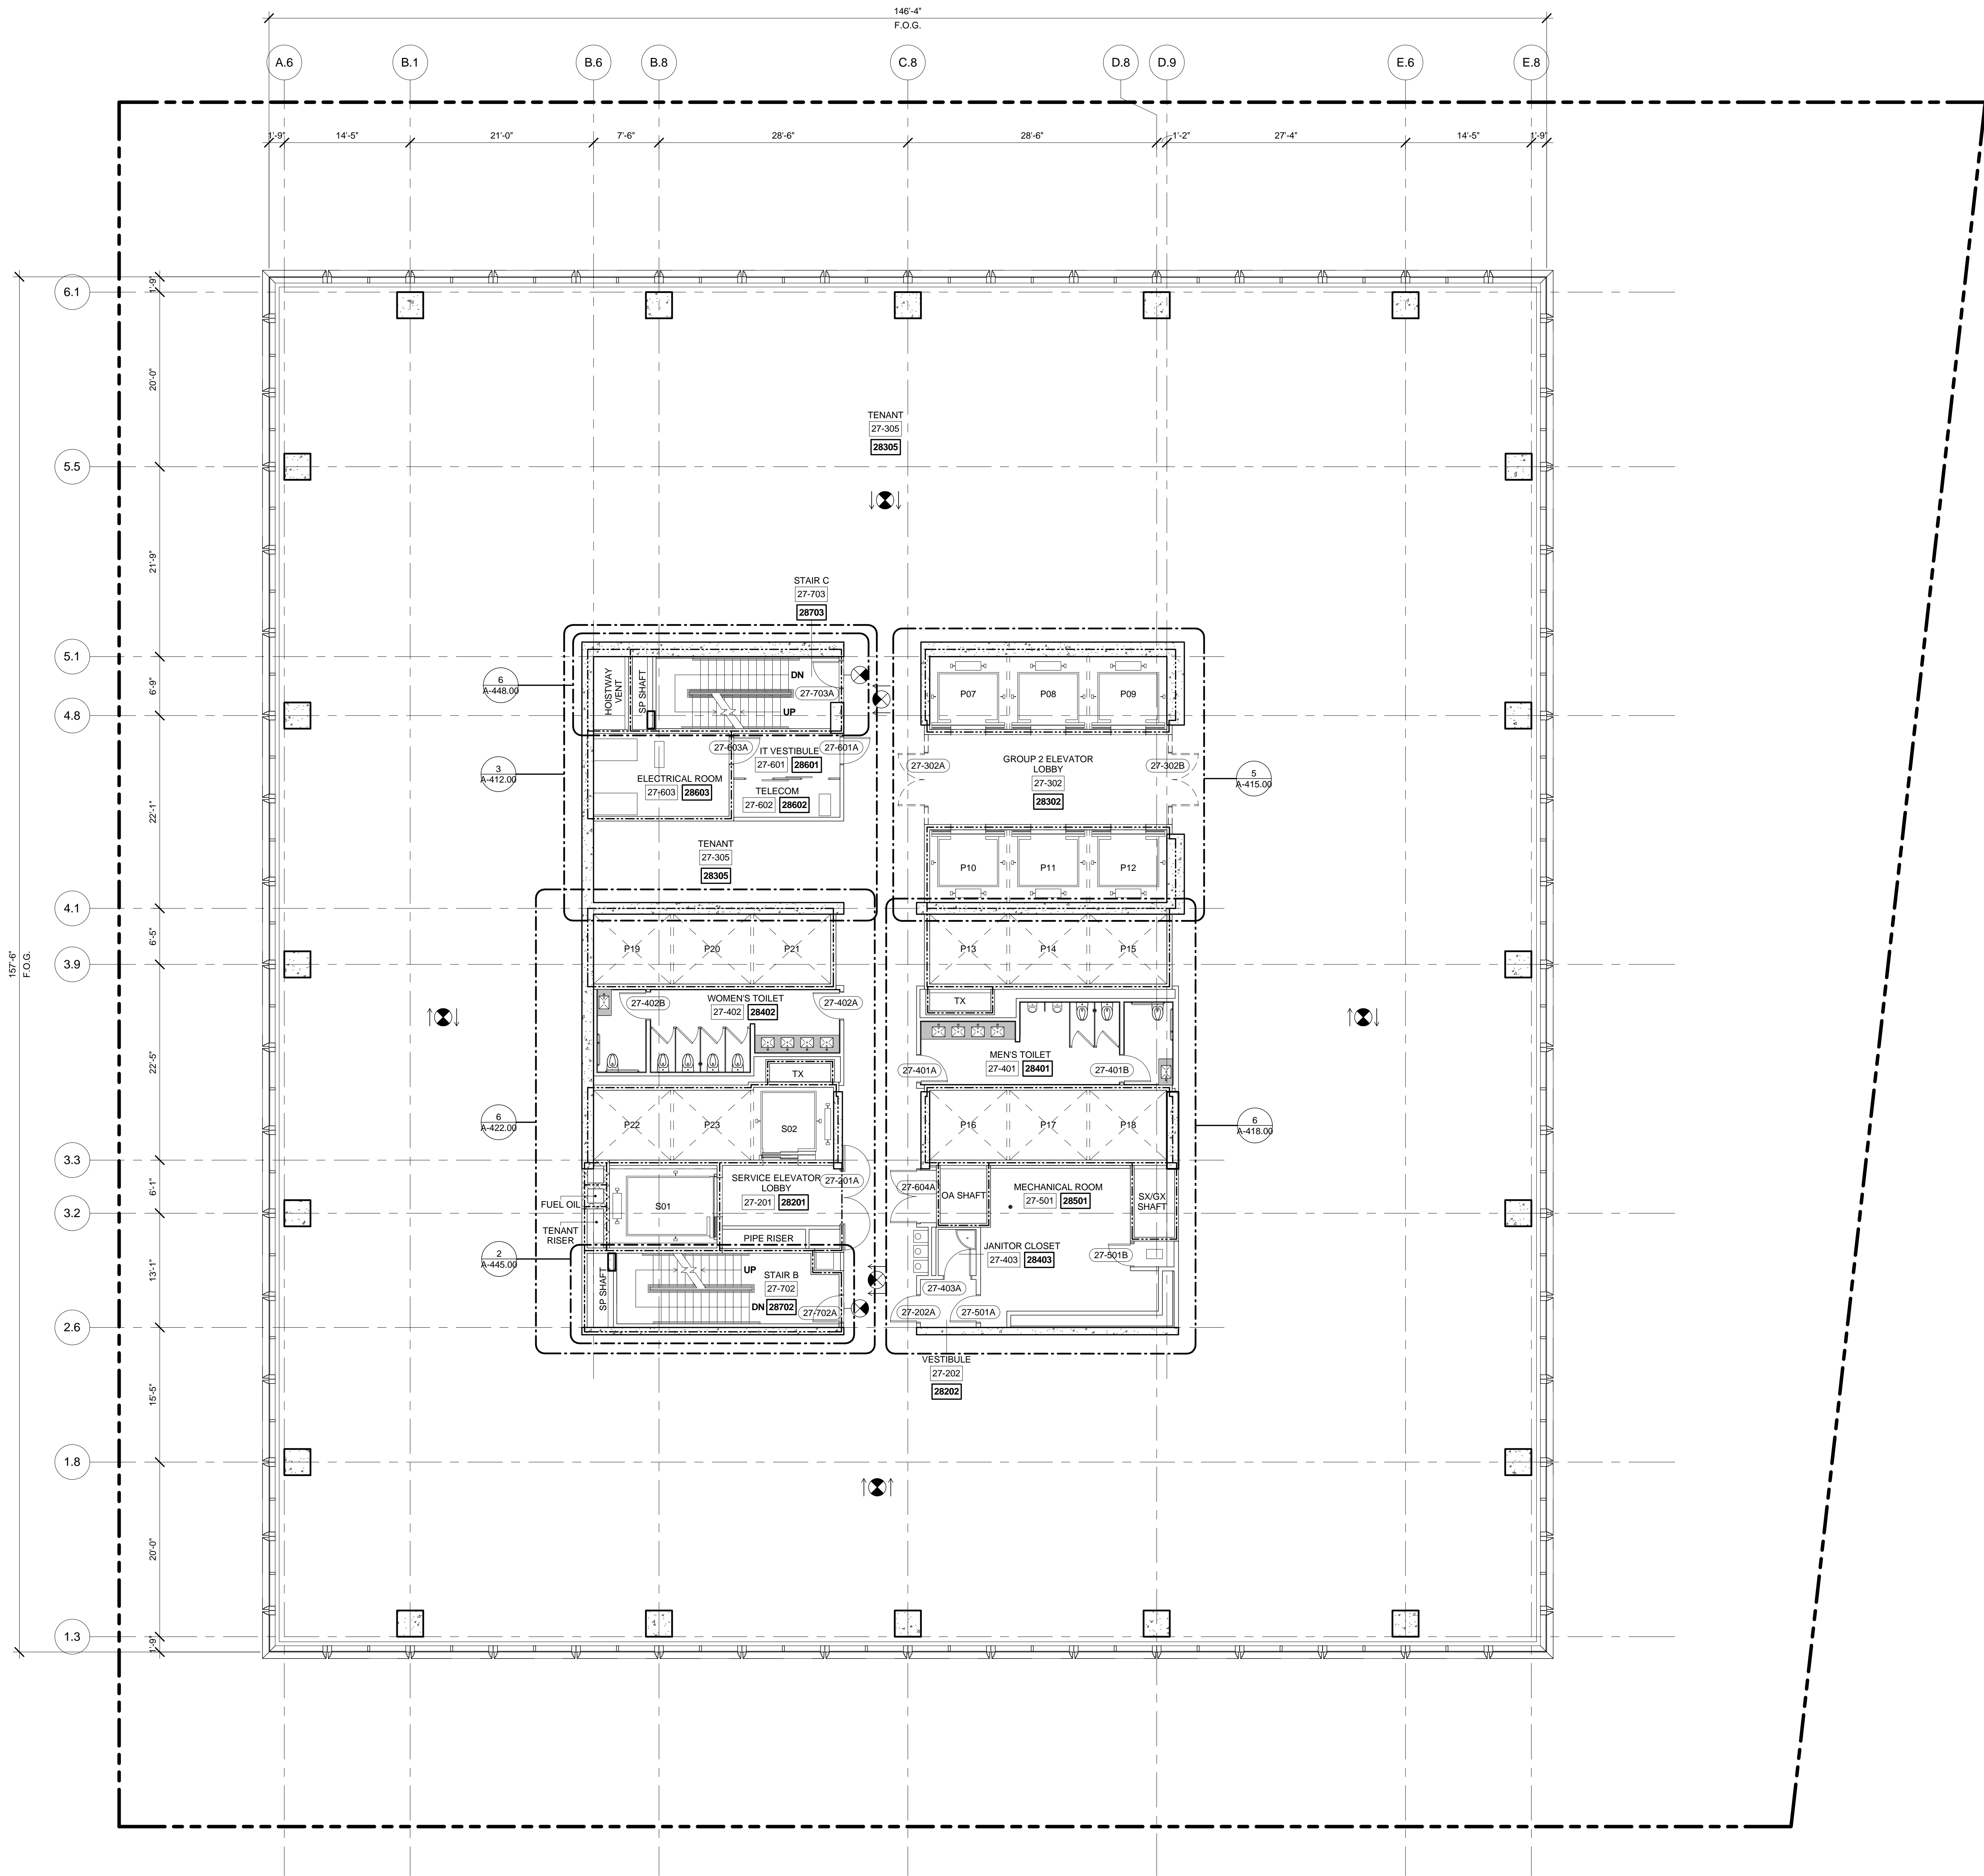 146'-4"
F.O.G.
A.6
B.1
B.6
B.8
C.8
D.8
D.9
E.6
E.8
1'-9"
14'-5"
21'-0"
7'-6"
28'-6"
28'-6"
1'-2"
27'-4"
14'-5"
1'-9"
6.1
5.5
5.1
4.8
4.1
3.9
3.3
3.2
2.6
1.8
1.3
157'-6"
F.O.G.
1'-9"
20'-0"
21'-9"
6'-9"
22'-1"
6'-5"
22'-5"
6'-1"
13'-1"
15'-5"
20'-0"
1'-9"
TENANT
27-305
28305
STAIR C
27-703
28703
6
A-448.00
HOISTWAY
VENT
SP SHAFT
DN
27-703A
UP
P07
P08
P09
3
A-412.00
27-603A
IT VESTIBULE
27-601A
27-601
28601
ELECTRICAL ROOM
27-603
28603
TELECOM
27-602
28602
27-302A
GROUP 2 ELEVATOR
LOBBY
27-302
28302
27-302B
5
A-415.00
TENANT
27-305
28305
P10
P11
P12
P19
P20
P21
P13
P14
P15
27-402B
WOMEN'S TOILET
27-402
28402
27-402A
TX
TX
MEN'S TOILET
27-401
28401
27-401A
27-401B
6
A-422.00
P22
P23
S02
P16
P17
P18
6
A-418.00
FUEL OIL
TENANT
RISER
S01
SERVICE ELEVATOR
LOBBY
27-201
28201
27-201A
PIPE RISER
27-604A
OA SHAFT
MECHANICAL ROOM
27-501
28501
SX/GX
SHAFT
2
A-445.00
SP SHAFT
UP
STAIR B
27-702
DN
28702
27-702A
JANITOR CLOSET
27-403
28403
27-501B
27-403A
27-202A
27-501A
VESTIBULE
27-202
28202